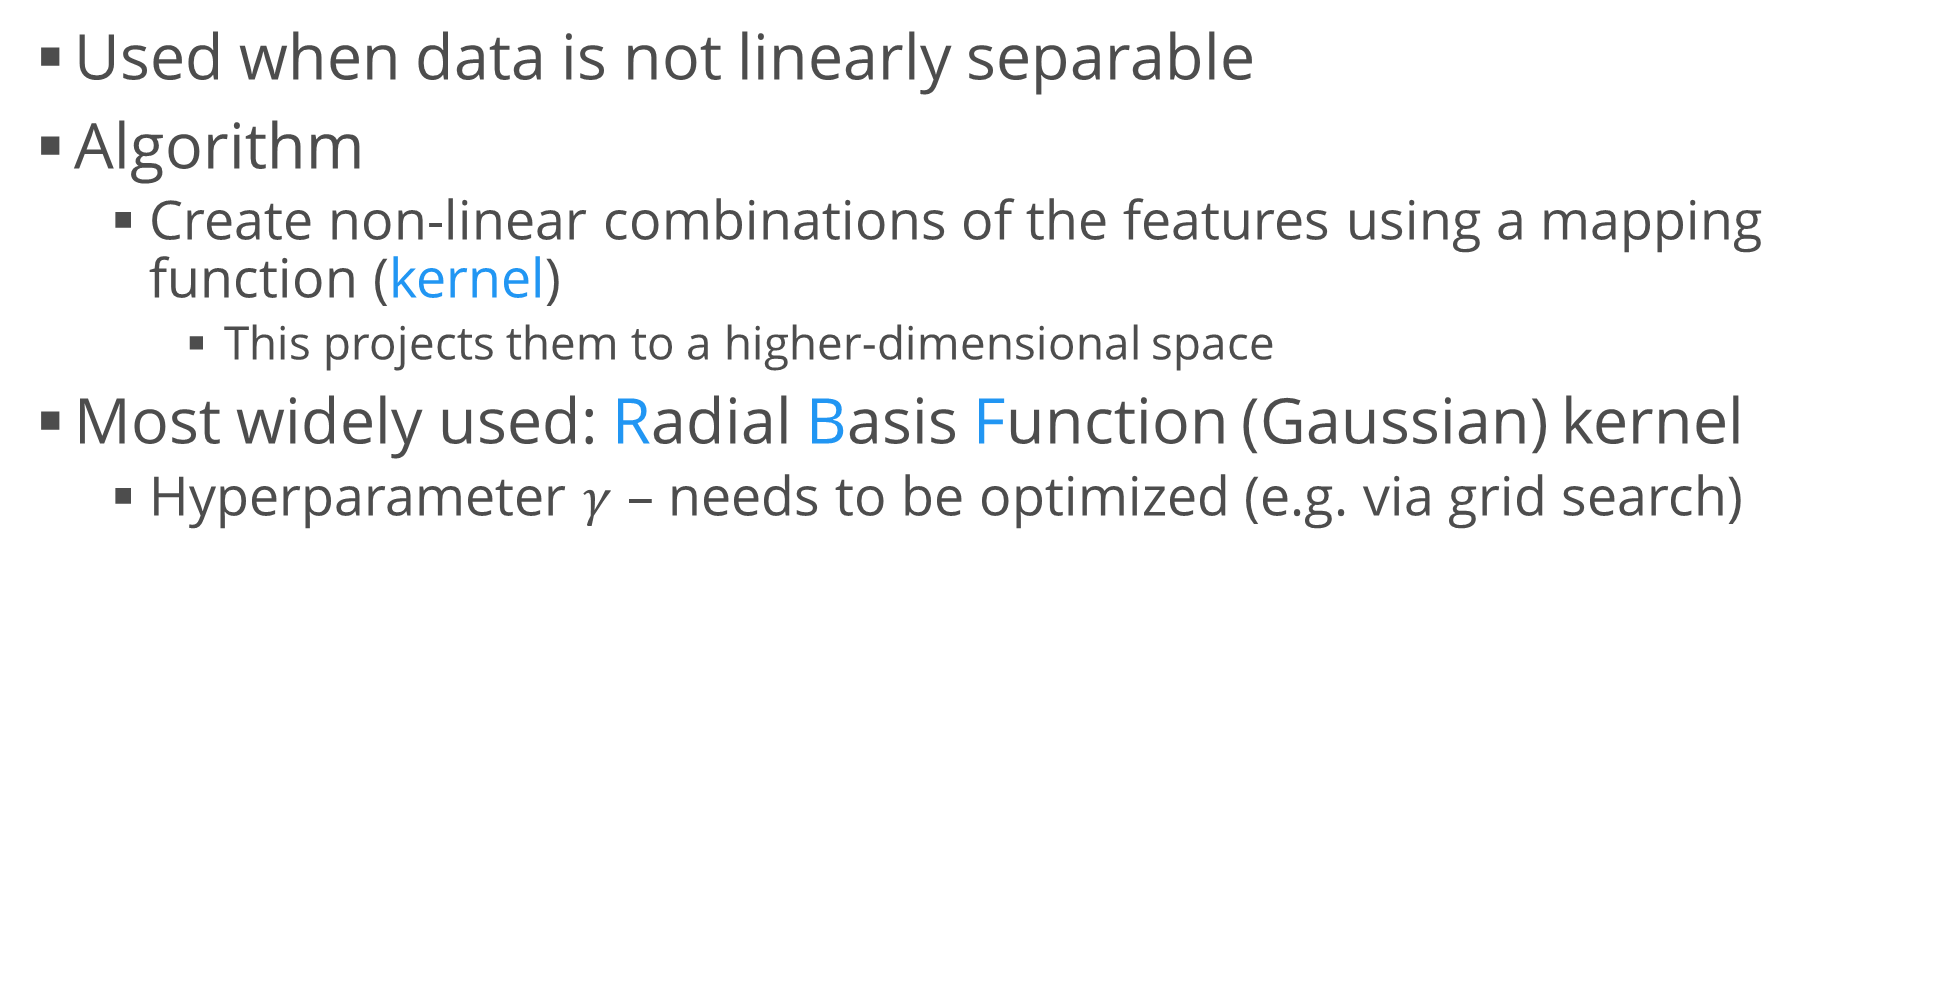 ▪ Used when data is not linearly separable
▪ Algorithm
▪ Create non-linear combinations of the features using a mapping
function (kernel)
▪ This projects them to a higher-dimensional space
▪ Most widely used: Radial Basis Function (Gaussian) kernel
▪ Hyperparameter γ – needs to be optimized (e.g. via grid search)